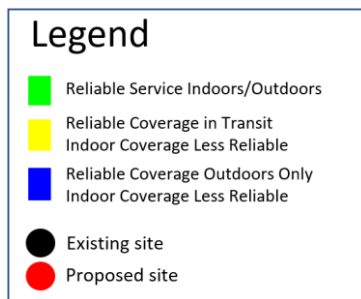 Legend
Reliable Service Indoors/Outdoors
Reliable Coverage in Transit
Indoor Coverage Less Reliable
Reliable Coverage Outdoors Only
Indoor Coverage Less Reliable
Existing site
Proposed site